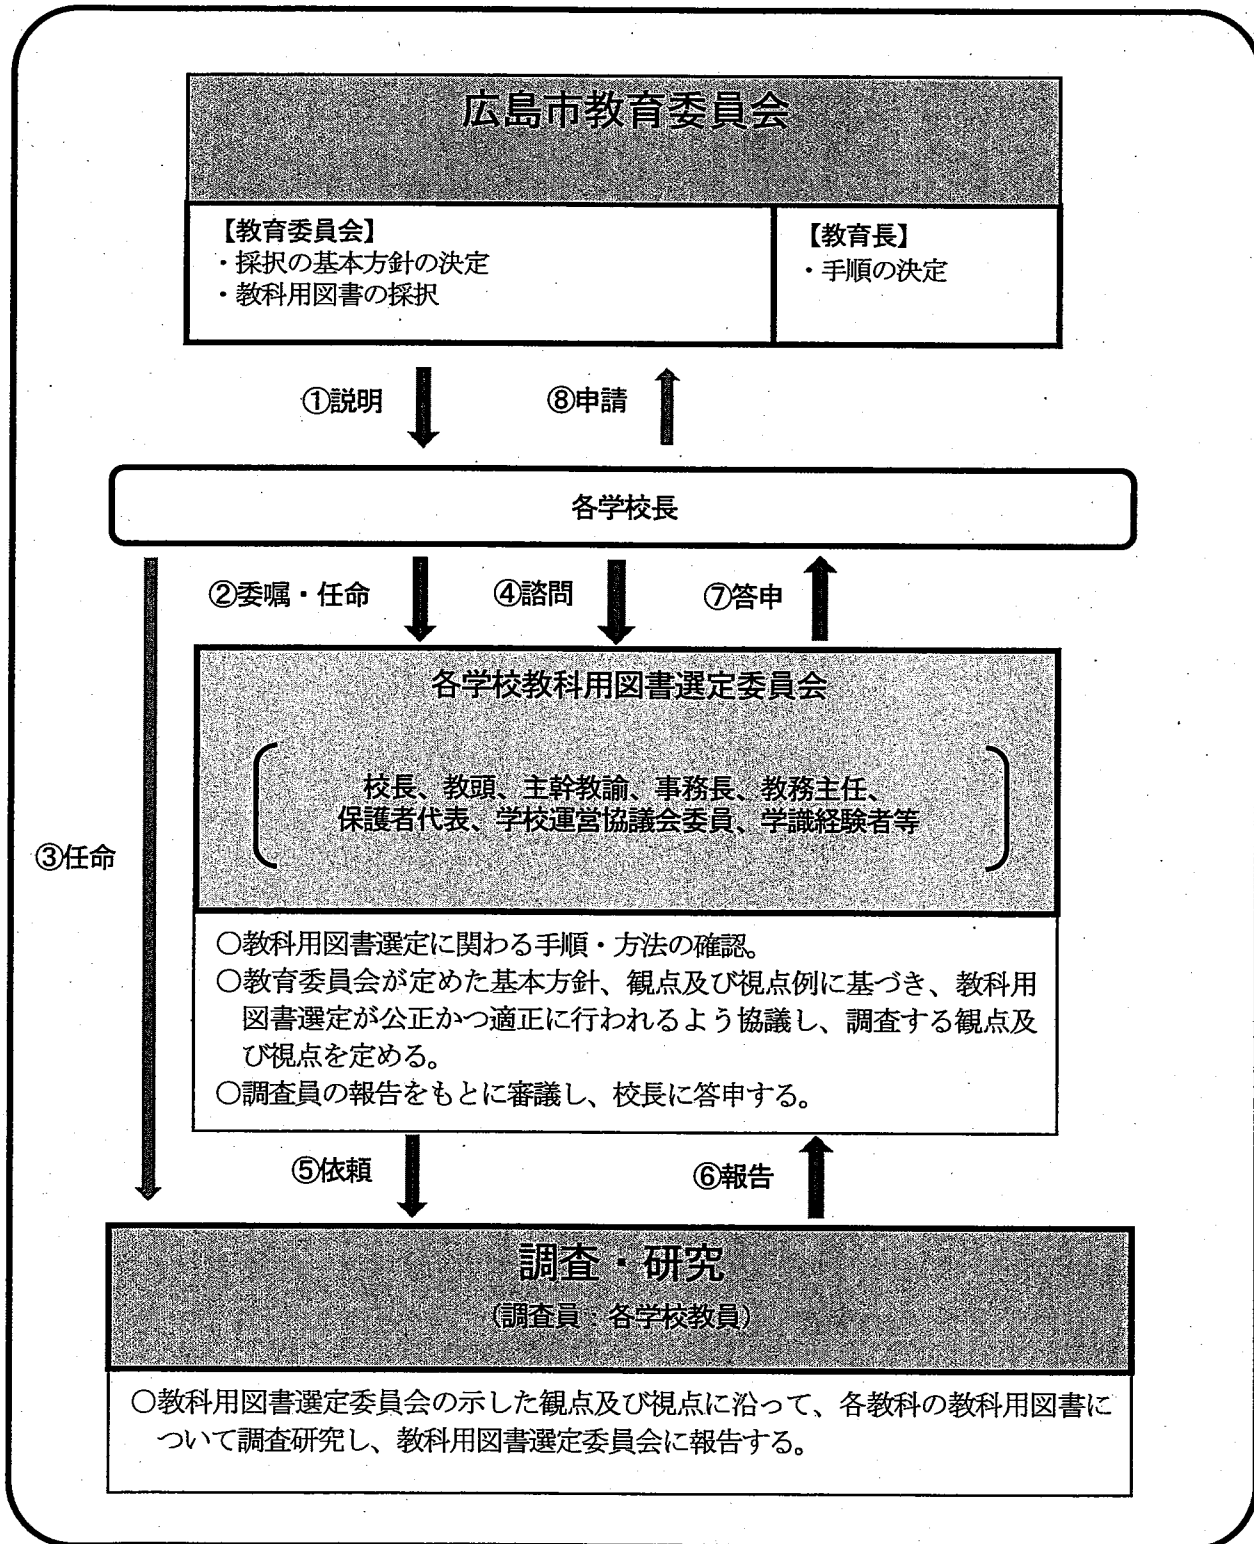 広島市教育委員会
【教育委員会】
・採択の基本方針の決定
・教科用図書の採択
【教育長】
・手順の決定
①説明
⑧申請
各学校長
②委嘱・任命
④諮問
⑦答申
各学校教科用図書選定委員会
校長、教頭、主幹教諭、事務長、教務主任、
保護者代表、学校運営協議会委員、学識経験者等
③任命
○教科用図書選定に関わる手順・方法の確認。
○教育委員会が定めた基本方針、観点及び視点例に基づき、教科用
図書選定が公正かつ適正に行われるよう協議し、調査する観点及
び視点を定める。
○調査員の報告をもとに審議し、校長に答申する。
⑤依頼
⑥報告
調査・研究
(調査員:各学校教員)
○教科用図書選定委員会の示した観点及び視点に沿って、各教科の教科用図書に
ついて調査研究し、教科用図書選定委員会に報告する。